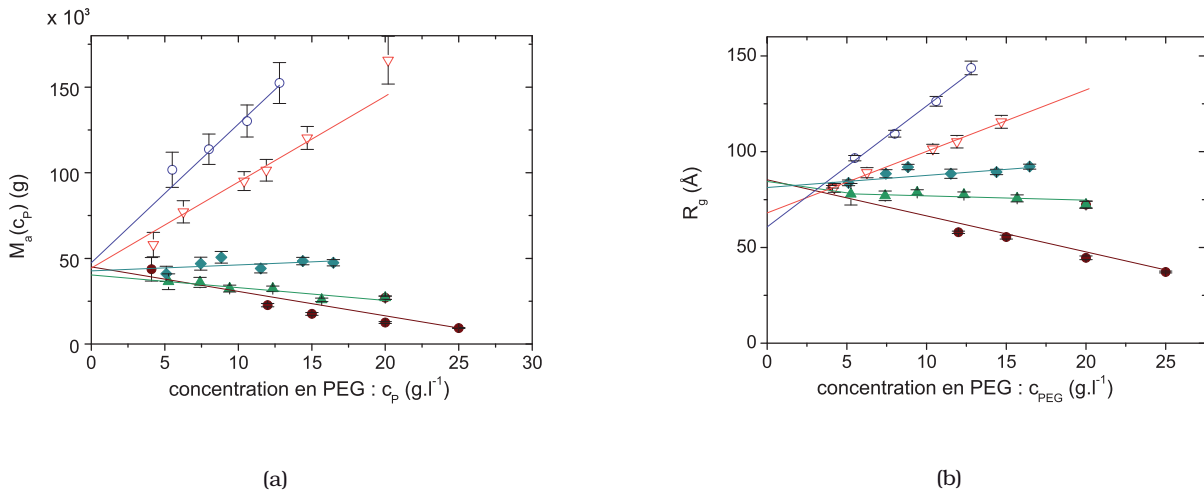 x 10³
150
100
50
0
0 5 10 15 20 25 30
M_a(c_P) (g)
concentration en PEG : c_P (g.l⁻¹)
(a)
150
100
50
0
0 5 10 15 20 25
R_g (Å)
concentration en PEG : c_PEG (g.l⁻¹)
(b)